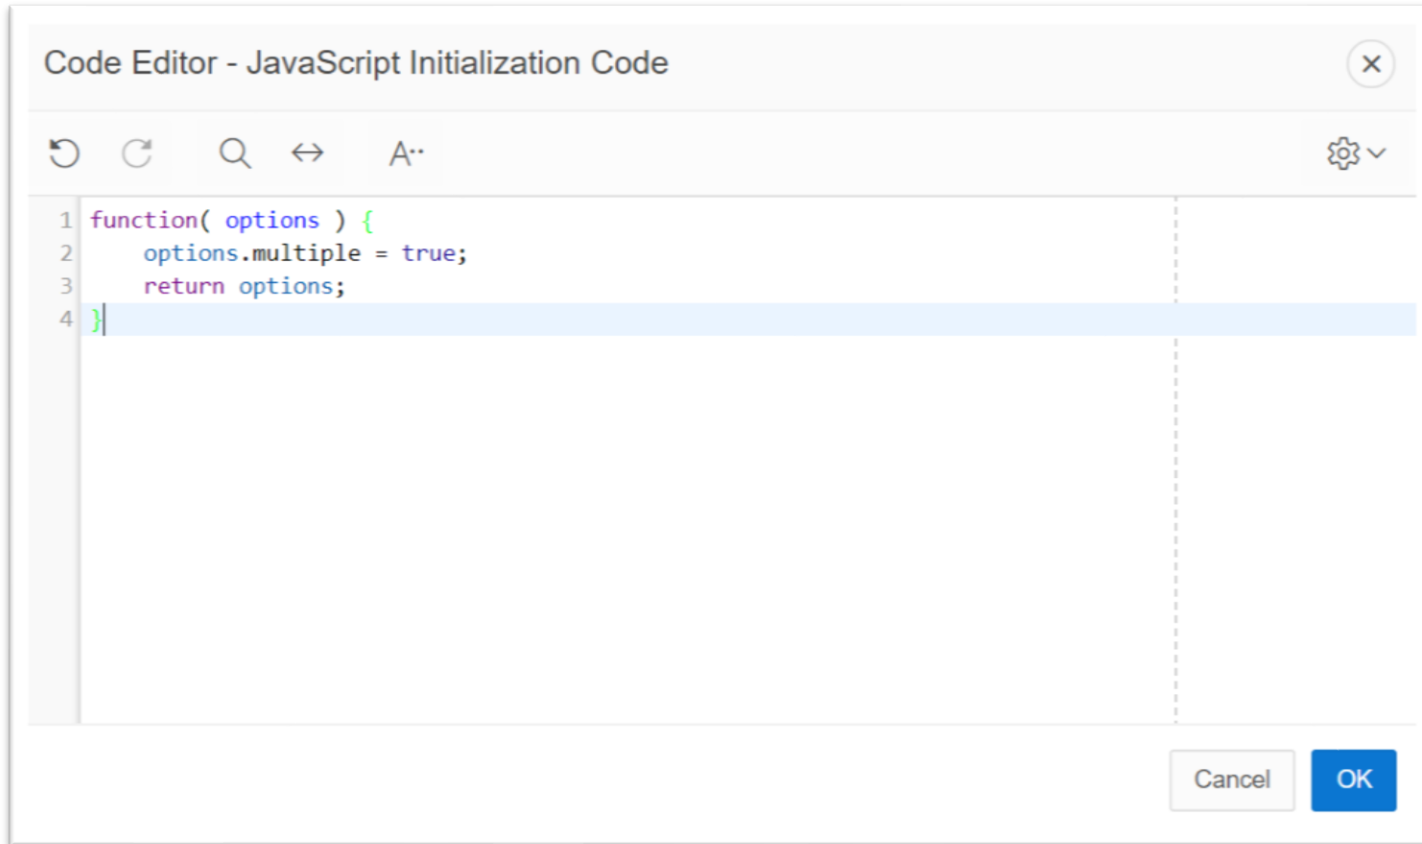 Code Editor - JavaScript Initialization Code
A··
1 function( options ) {
2     options.multiple = true;
3     return options;
4 }
Cancel
OK